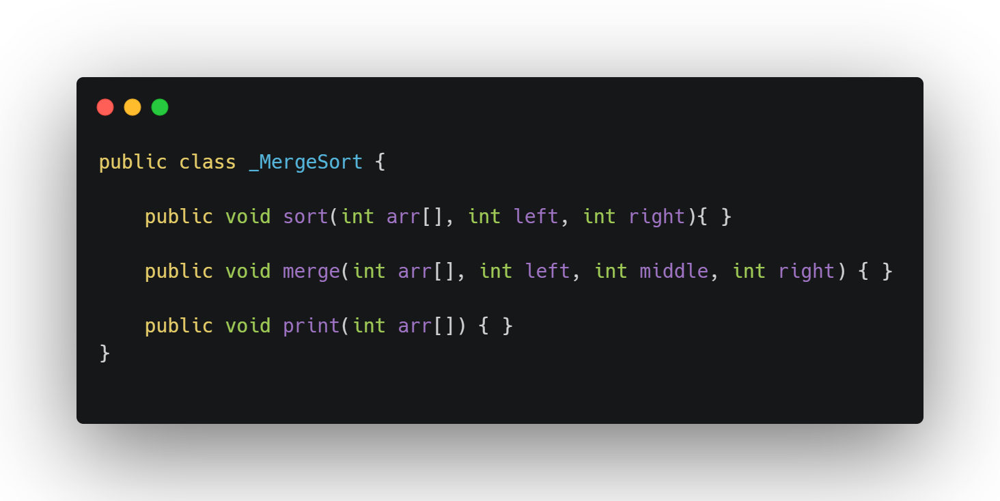 public class _MergeSort {
    public void sort(int arr[], int left, int right){ }
    public void merge(int arr[], int left, int middle, int right) { }
    public void print(int arr[]) { }
}